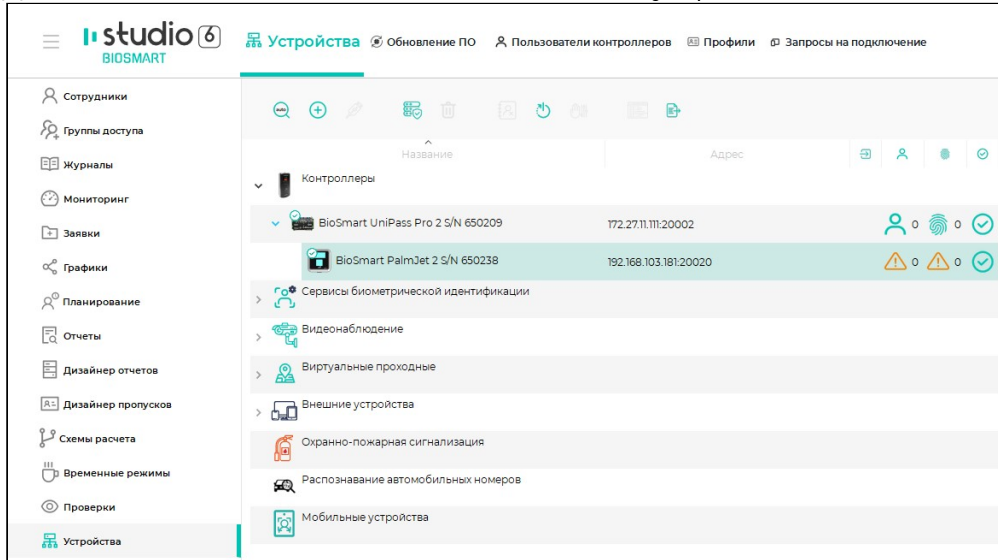 studio 6
BIOSMART
Устройства Обновление ПО Пользователи контроллеров Профили Запросы на подключение
Сотрудники
Группы доступа
Журналы
Мониторинг
Заявки
Графики
Планирование
Отчеты
Дизайнер отчетов
Дизайнер пропусков
Схемы расчета
Временные режимы
Проверки
Устройства
Название Адрес
Контроллеры
BioSmart UniPass Pro 2 S/N 650209 172.27.11.111:20002 0 0
BioSmart PalmJet 2 S/N 650238 192.168.103.181:20020 0 0
Сервисы биометрической идентификации
Видеонаблюдение
Виртуальные проходные
Внешние устройства
Охранно-пожарная сигнализация
Распознавание автомобильных номеров
Мобильные устройства